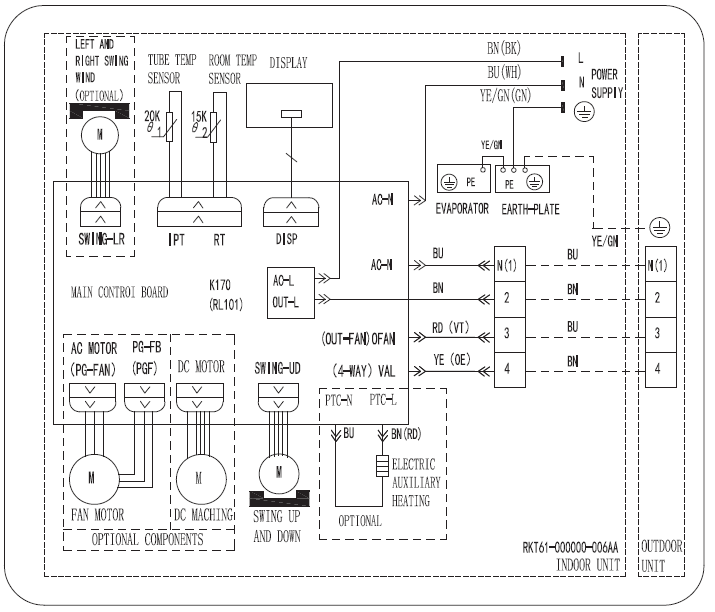 LEFT AND
RIGHT SWING
WIND
(OPTIONAL)
M
SWING-LR
TUBE TEMP
SENSOR
20K
θ 1
ROOM TEMP
SENSOR
15K
θ 2
IPT
RT
DISPLAY
DISP
BN(BK)
L
BU(WH)
N
POWER
SUPPLY
YE/GN(GN)
YE/GN
PE
PE
EVAPORATOR
EARTH-PLATE
YE/GN
AC-N
AC-N
BU
N(1)
BU
N(1)
AC-L
OUT-L
K170
(RL101)
BN
2
BN
2
MAIN CONTROI BOARD
(OUT-FAN)OFAN
RD (VT)
3
BU
3
(4-WAY) VAL
YE (OE)
4
BN
4
AC MOTOR
(PG-FAN)
PG-FB
(PGF)
DC MOTOR
SWING-UD
PTC-N
PTC-L
BU
BN(RD)
M
M
M
ELECTRIC
AUXILIARY
HEATING
FAN MOTOR
DC MACHING
SWING UP
AND DOWN
OPTIONAL
OPTIONAL COMPONENTS
RKT61-000000-006AA
INDOOR UNIT
OUTDOOR
UNIT